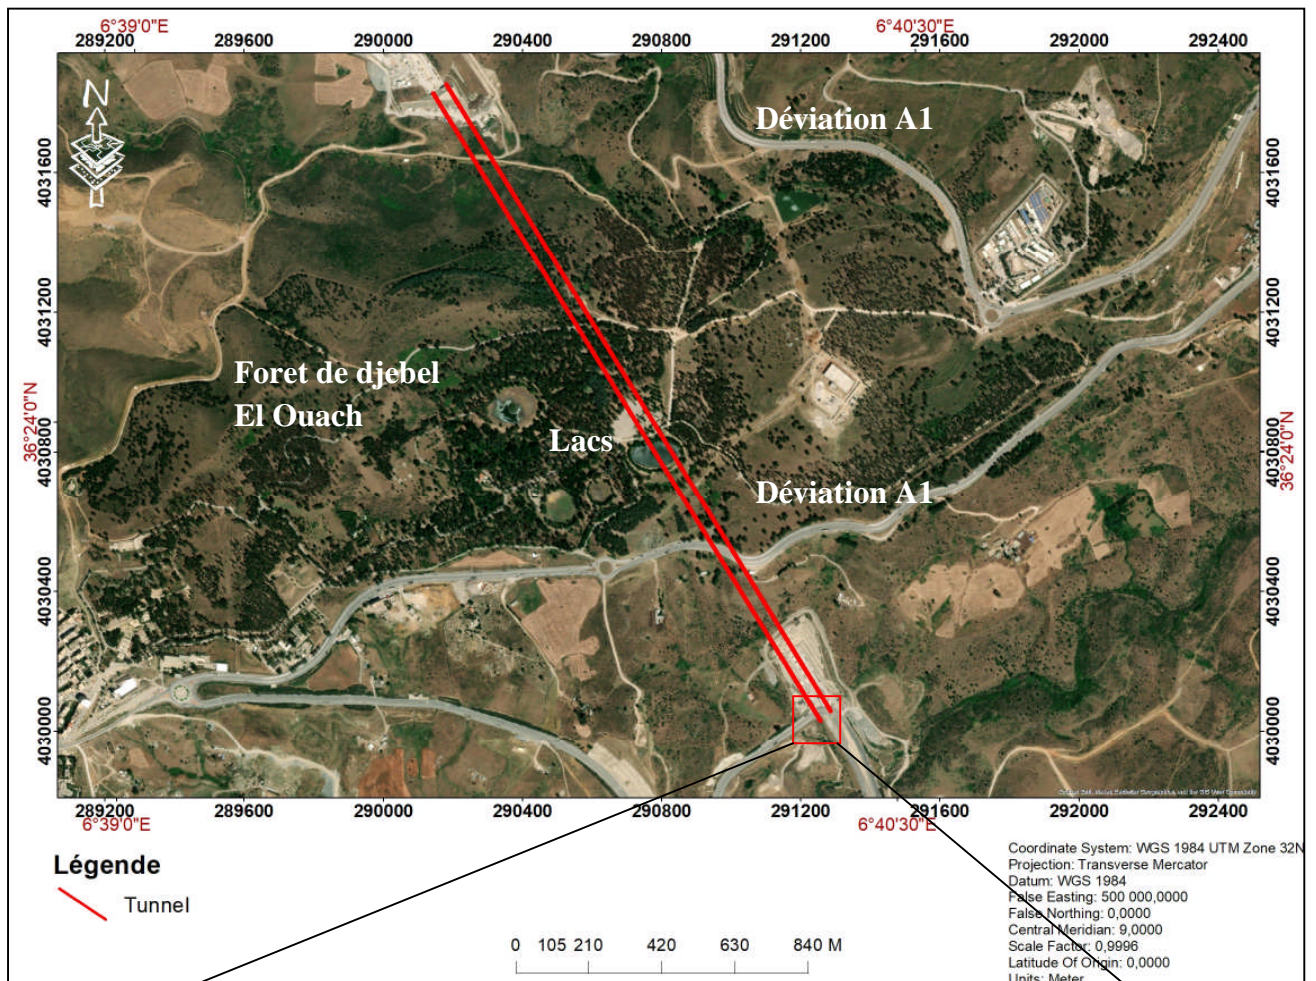 6°39'0"E 6°40'30"E
289200 289600 290000 290400 290800 291200 291600 292000 292400
N
Déviation A1
4031600 4031600
4031200 4031200
Foret de djebel
El Ouach
Lacs
36°24'0"N 4030800 4030800 36°24'0"N
Déviation A1
4030400 4030400
4030000 4030000
289200 289600 290000 290400 290800 291200 291600 292000 292400
6°39'0"E 6°40'30"E
Légende
Tunnel
0 105 210 420 630 840 M
Coordinate System: WGS 1984 UTM Zone 32N
Projection: Transverse Mercator
Datum: WGS 1984
False Easting: 500 000,0000
False Northing: 0,0000
Central Meridian: 9,0000
Scale Factor: 0,9996
Latitude Of Origin: 0,0000
Units: Meter